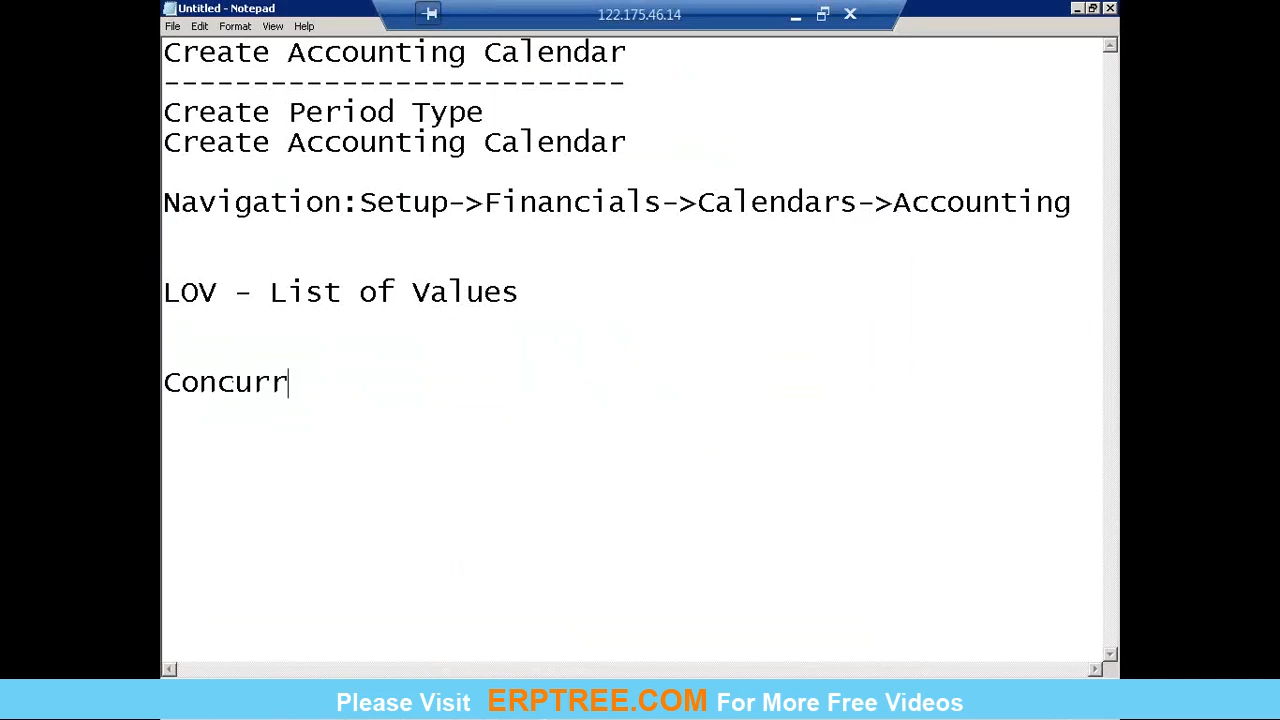 Untitled - Notepad
122.175.46.14
File Edit Format View Help
Create Accounting Calendar
--------------------------
Create Period Type
Create Accounting Calendar
Navigation:Setup->Financials->Calendars->Accounting
LOV - List of Values
Concurr
Please Visit ERPTREE.COM For More Free Videos